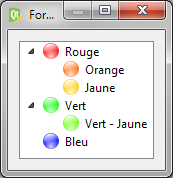 For...
Rouge
Orange
Jaune
Vert
Vert - Jaune
Bleu